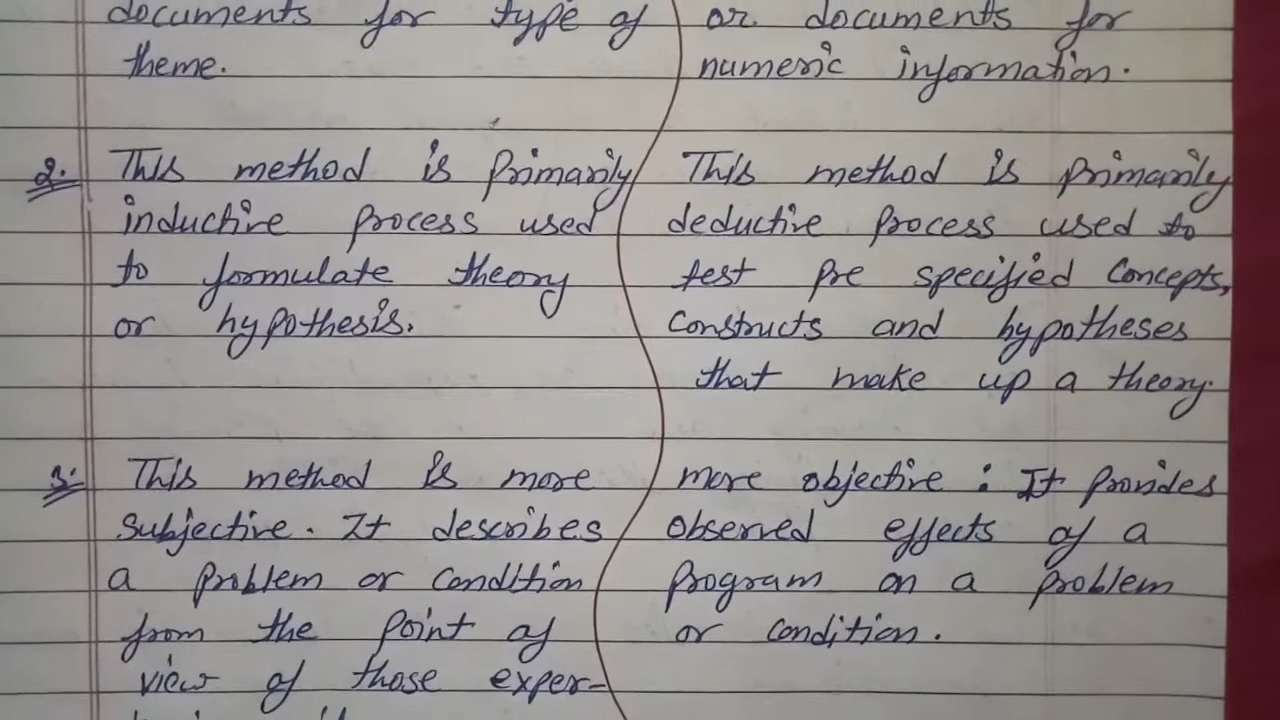 documents for type of
theme.
or documents for
numeric information.
2. This method is Primarily
inductive process used
to formulate theory
or hypothesis.
This method is primarily
deductive process used to
test pre specified concepts,
constructs and hypotheses
that make up a theory.
3. This method is more
subjective. It describes
a problem or condition
from the point of
view of those exper-
more objective : It provides
observed effects of a
program on a problem
or condition.